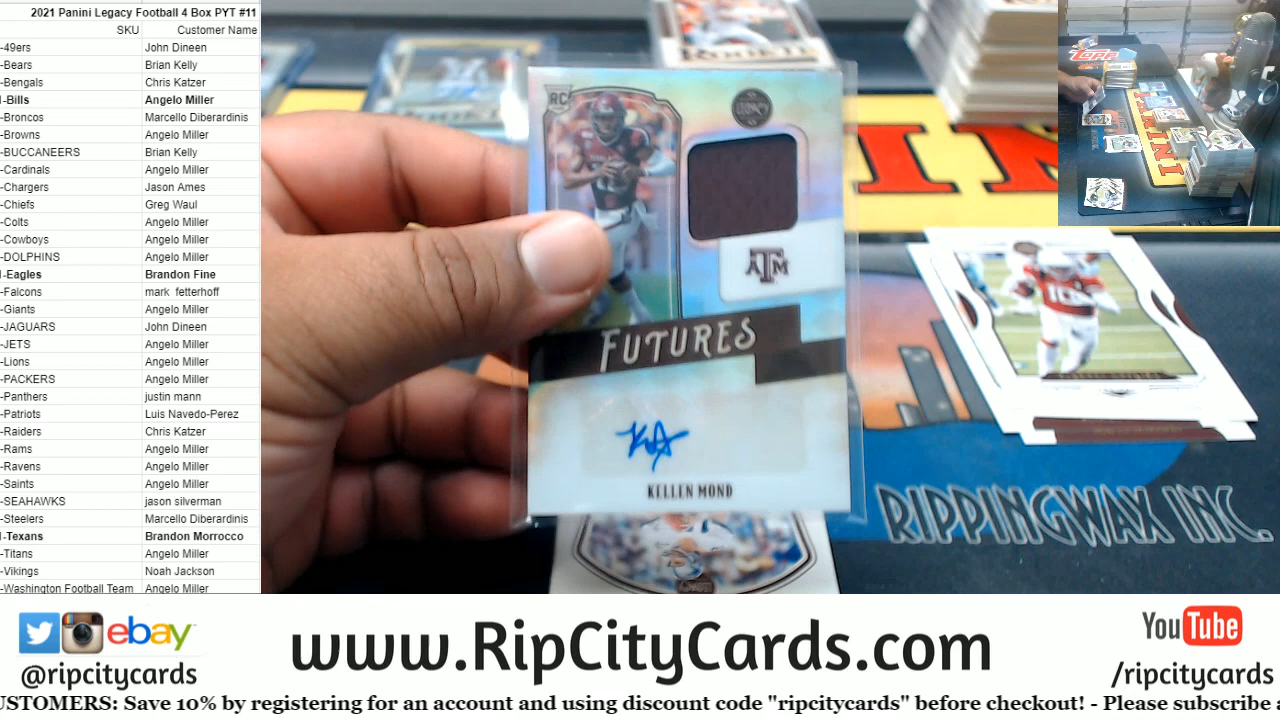 2021 Panini Legacy Football 4 Box PYT #11
SKU Customer Name
-49ers John Dineen
-Bears Brian Kelly
-Bengals Chris Katzer
-Bills Angelo Miller
-Broncos Marcello Diberardinis
-Browns Angelo Miller
-BUCCANEERS Brian Kelly
-Cardinals Angelo Miller
-Chargers Jason Ames
-Chiefs Greg Waul
-Colts Angelo Miller
-Cowboys Angelo Miller
-DOLPHINS Angelo Miller
-Eagles Brandon Fine
-Falcons mark fetterhoff
-Giants Angelo Miller
-JAGUARS John Dineen
-JETS Angelo Miller
-Lions Angelo Miller
-PACKERS Angelo Miller
-Panthers justin mann
-Patriots Luis Navedo-Perez
-Raiders Chris Katzer
-Rams Angelo Miller
-Ravens Angelo Miller
-Saints Angelo Miller
-SEAHAWKS jason silverman
-Steelers Marcello Diberardinis
-Texans Brandon Morrocco
-Titans Angelo Miller
-Vikings Noah Jackson
-Washington Football Team Angelo Miller
RC
ATM
FUTURES
KELLEN MOND
RIPPINGWAX INC.
ebay
@ripcitycards
www.RipCityCards.com
YouTube
/ripcitycards
USTOMERS: Save 10% by registering for an account and using discount code "ripcitycards" before checkout! - Please subscribe a